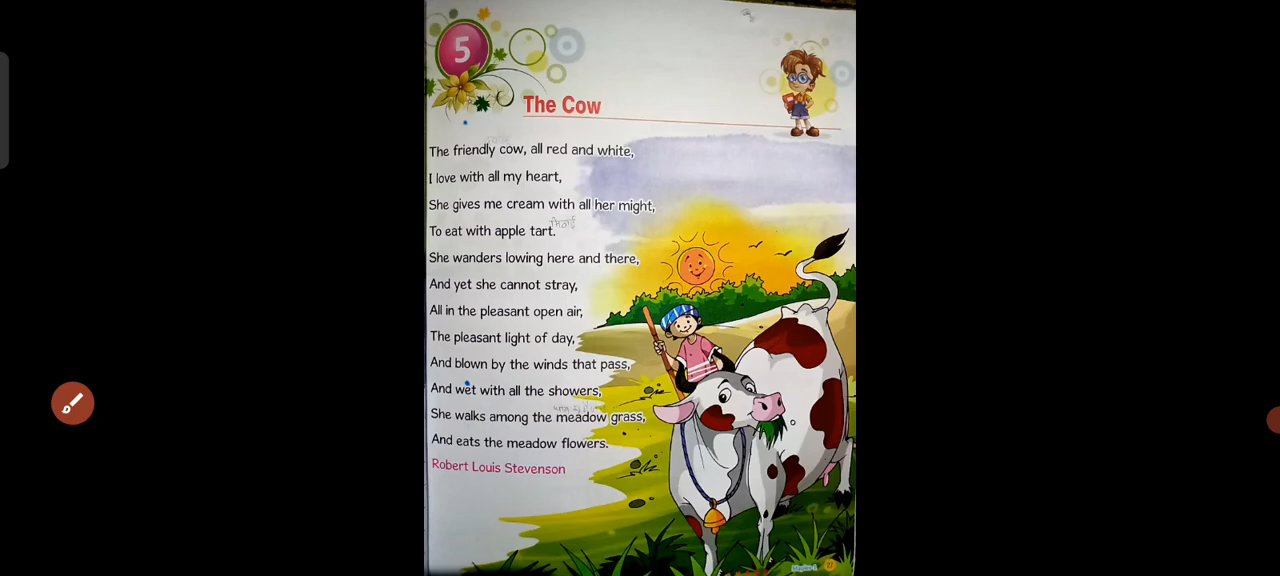 5
The Cow
The friendly cow, all red and white,
I love with all my heart,
She gives me cream with all her might,
To eat with apple tart.
She wanders lowing here and there,
And yet she cannot stray,
All in the pleasant open air,
The pleasant light of day,
And blown by the winds that pass,
And wet with all the showers,
She walks among the meadow grass,
And eats the meadow flowers.
Robert Louis Stevenson